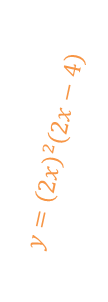 y = (2x)²(2x − 4)